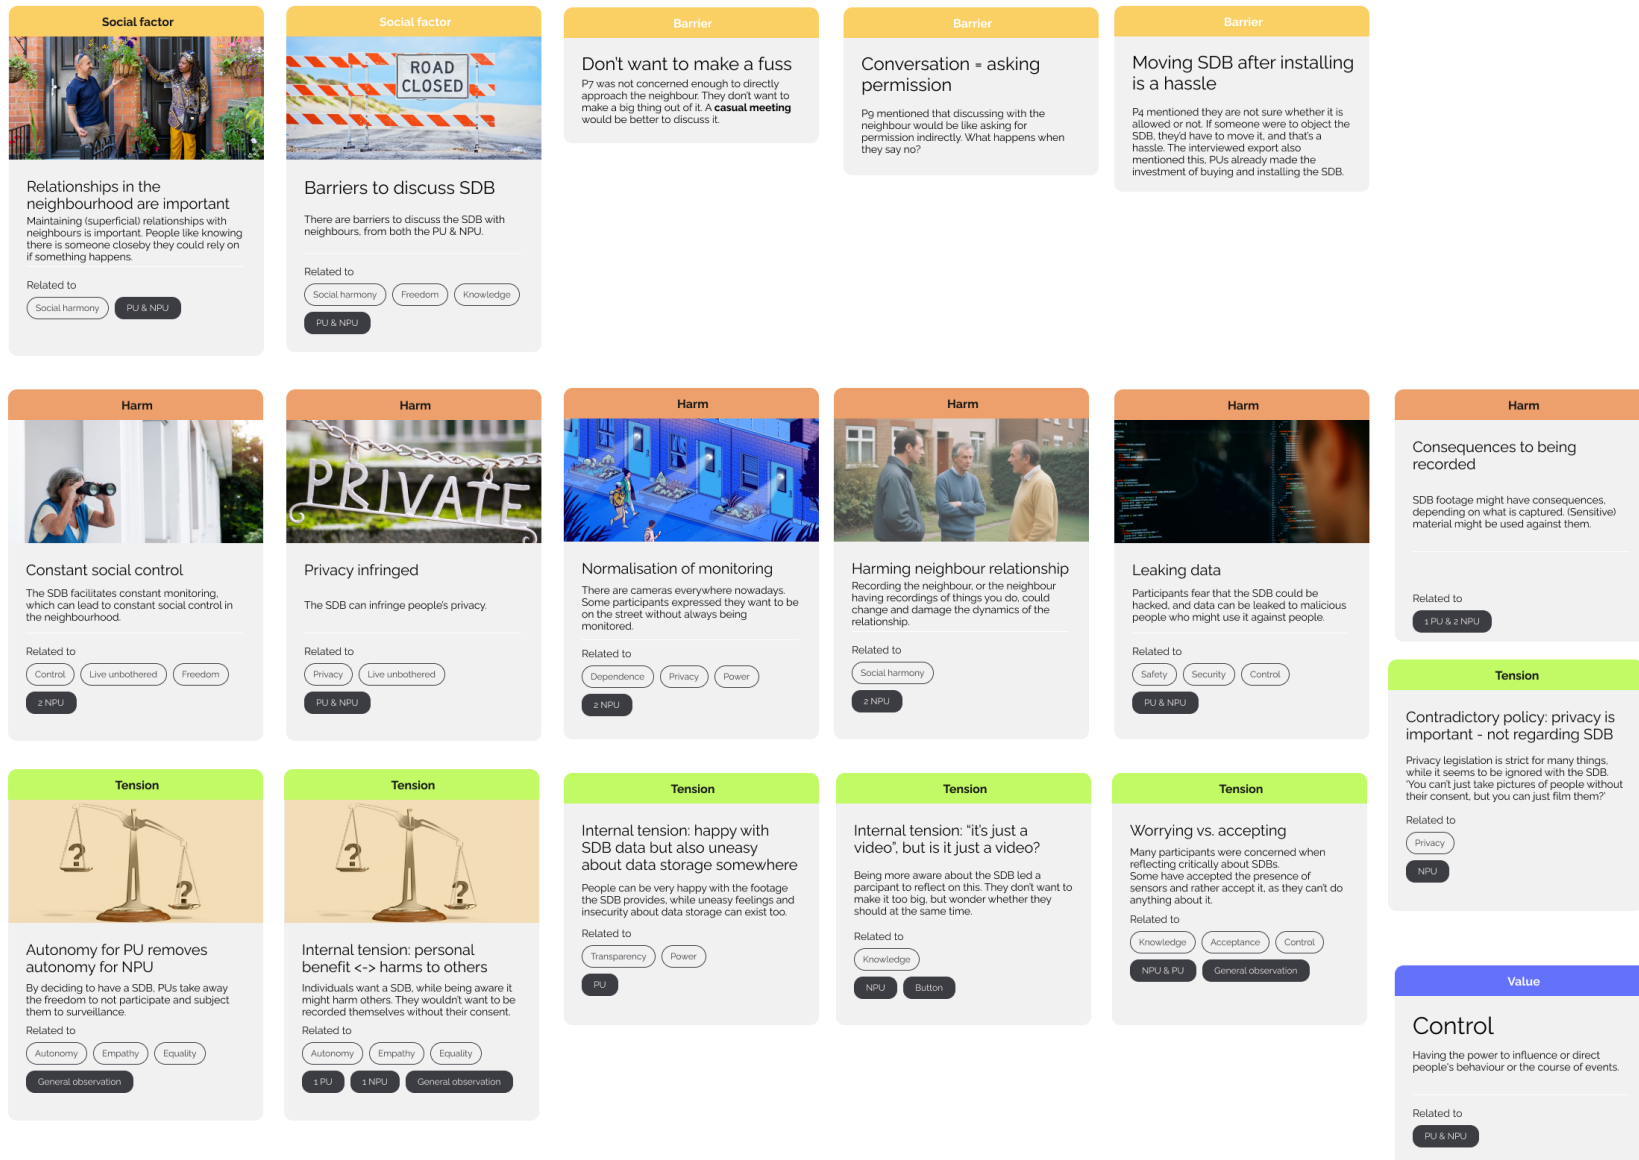 Social factor
Relationships in the
neighbourhood are important
Maintaining (superficial) relationships with
neighbours is important. People like knowing
there is someone closeby they could rely on
if something happens.
Related to
Social harmony
PU & NPU
Social factor
ROAD
CLOSED
Barriers to discuss SDB
There are barriers to discuss the SDB with
neighbours, from both the PU & NPU.
Related to
Social harmony
Freedom
Knowledge
PU & NPU
Barrier
Don't want to make a fuss
P7 was not concerned enough to directly
approach the neighbour. They don't want to
make a big thing out of it. A casual meeting
would be better to discuss it.
Barrier
Conversation = asking
permission
P9 mentioned that discussing with the
neighbour would be like asking for
permission indirectly. What happens when
they say no?
Barrier
Moving SDB after installing
is a hassle
P4 mentioned they are not sure whether it is
allowed or not. If someone were to object the
SDB, they'd have to move it, and that's a
hassle. The interviewed export also
mentioned this, PUs already made the
investment of buying and installing the SDB.
Harm
Constant social control
The SDB facilitates constant monitoring,
which can lead to constant social control in
the neighbourhood.
Related to
Control
Live unbothered
Freedom
2 NPU
Harm
PRIVATE
Privacy infringed
The SDB can infringe people's privacy.
Related to
Privacy
Live unbothered
PU & NPU
Harm
Normalisation of monitoring
There are cameras everywhere nowadays.
Some participants expressed they want to be
on the street without always being
monitored.
Related to
Dependence
Privacy
Power
2 NPU
Harm
Harming neighbour relationship
Recording the neighbour, or the neighbour
having recordings of things you do, could
change and damage the dynamics of the
relationship.
Related to
Social harmony
2 NPU
Harm
Leaking data
Participants fear that the SDB could be
hacked, and data can be leaked to malicious
people who might use it against people.
Related to
Safety
Security
Control
PU & NPU
Harm
Consequences to being
recorded
SDB footage might have consequences,
depending on what is captured. (Sensitive)
material might be used against them.
Related to
1 PU & 2 NPU
Tension
Contradictory policy: privacy is
important - not regarding SDB
Privacy legislation is strict for many things,
while it seems to be ignored with the SDB.
'You can't just take pictures of people without
their consent, but you can just film them?'
Related to
Privacy
NPU
Tension
?
?
Autonomy for PU removes
autonomy for NPU
By deciding to have a SDB, PUs take away
the freedom to not participate and subject
them to surveillance.
Related to
Autonomy
Empathy
Equality
General observation
Tension
?
?
Internal tension: personal
benefit <-> harms to others
Individuals want a SDB, while being aware it
might harm others. They wouldn't want to be
recorded themselves without their consent.
Related to
Autonomy
Empathy
Equality
1 PU
1 NPU
General observation
Tension
Internal tension: happy with
SDB data but also uneasy
about data storage somewhere
People can be very happy with the footage
the SDB provides, while uneasy feelings and
insecurity about data storage can exist too.
Related to
Transparency
Power
PU
Tension
Internal tension: "it's just a
video", but is it just a video?
Being more aware about the SDB led a
parcipant to reflect on this. They don't want to
make it too big, but wonder whether they
should at the same time.
Related to
Knowledge
NPU
Button
Tension
Worrying vs. accepting
Many participants were concerned when
reflecting critically about SDBs.
Some have accepted the presence of
sensors and rather accept it, as they can't do
anything about it.
Related to
Knowledge
Acceptance
Control
NPU & PU
General observation
Value
Control
Having the power to influence or direct
people's behaviour or the course of events.
Related to
PU & NPU